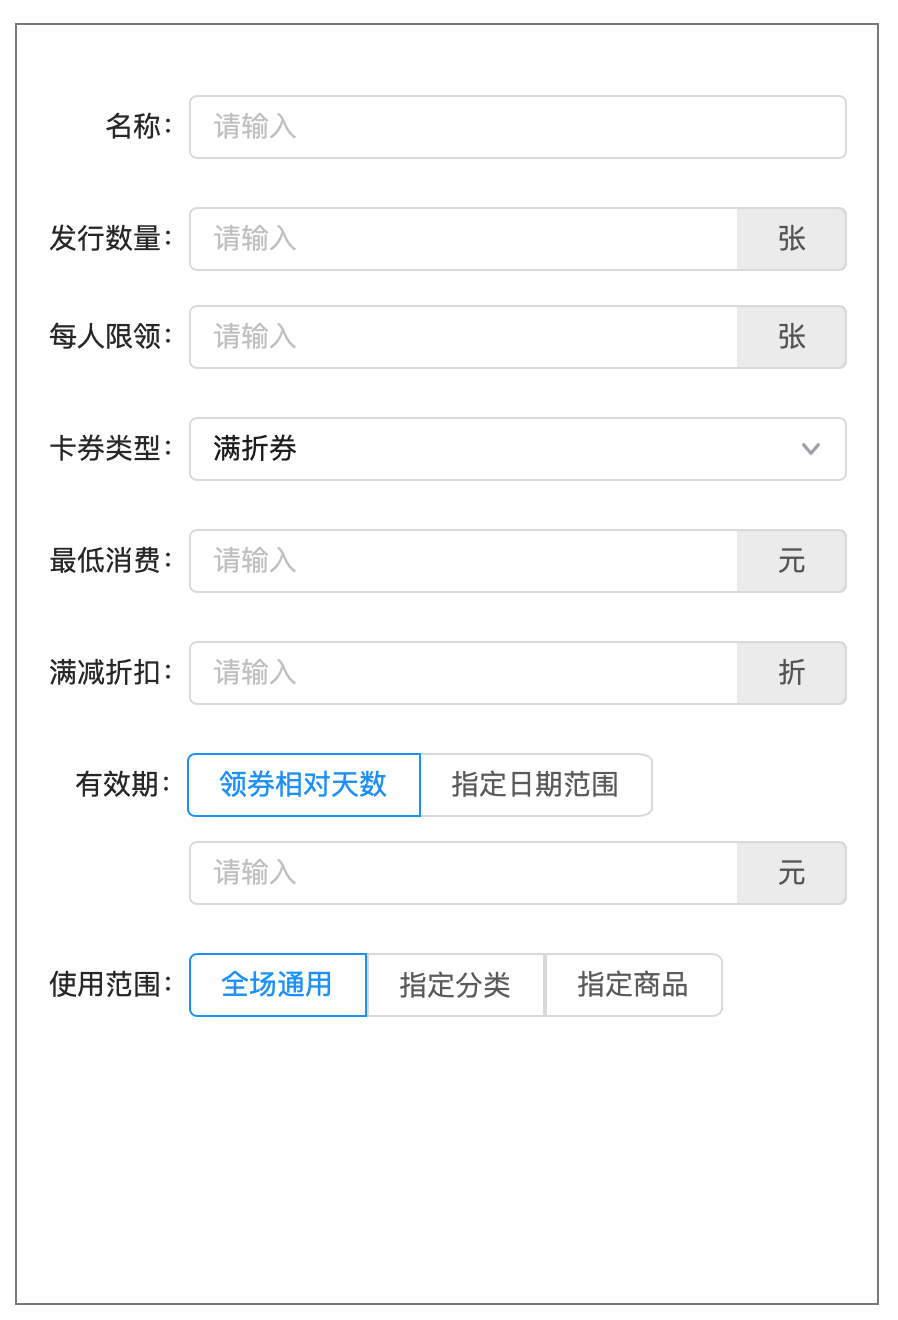 名称： 请输入
发行数量： 请输入 张
每人限领： 请输入 张
卡券类型： 满折券
最低消费： 请输入 元
满减折扣： 请输入 折
有效期： 领券相对天数 指定日期范围
请输入 元
使用范围： 全场通用 指定分类 指定商品